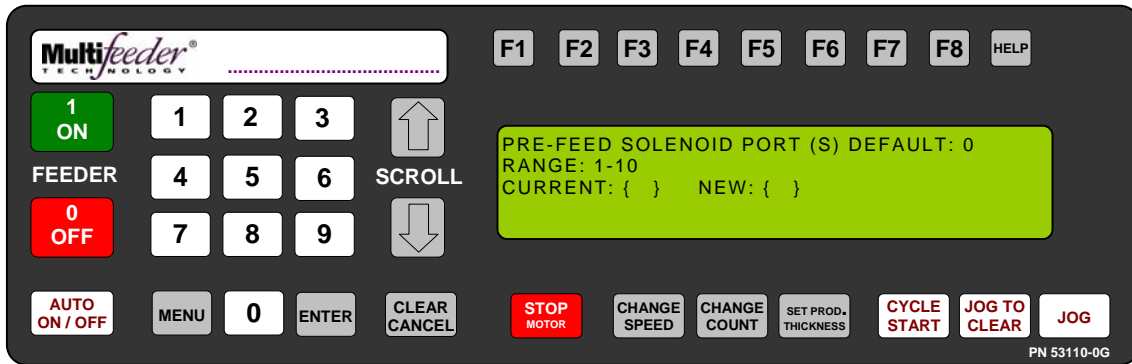 Multifeeder®
TECHNOLOGY
F1 F2 F3 F4 F5 F6 F7 F8 HELP
1
ON
FEEDER
0
OFF
1 2 3
4 5 6
7 8 9
SCROLL
PRE-FEED SOLENOID PORT (S) DEFAULT: 0
RANGE: 1-10
CURRENT: { } NEW: { }
AUTO
ON / OFF
MENU
0
ENTER
CLEAR
CANCEL
STOP
MOTOR
CHANGE
SPEED
CHANGE
COUNT
SET PROD.
THICKNESS
CYCLE
START
JOG TO
CLEAR
JOG
PN 53110-0G